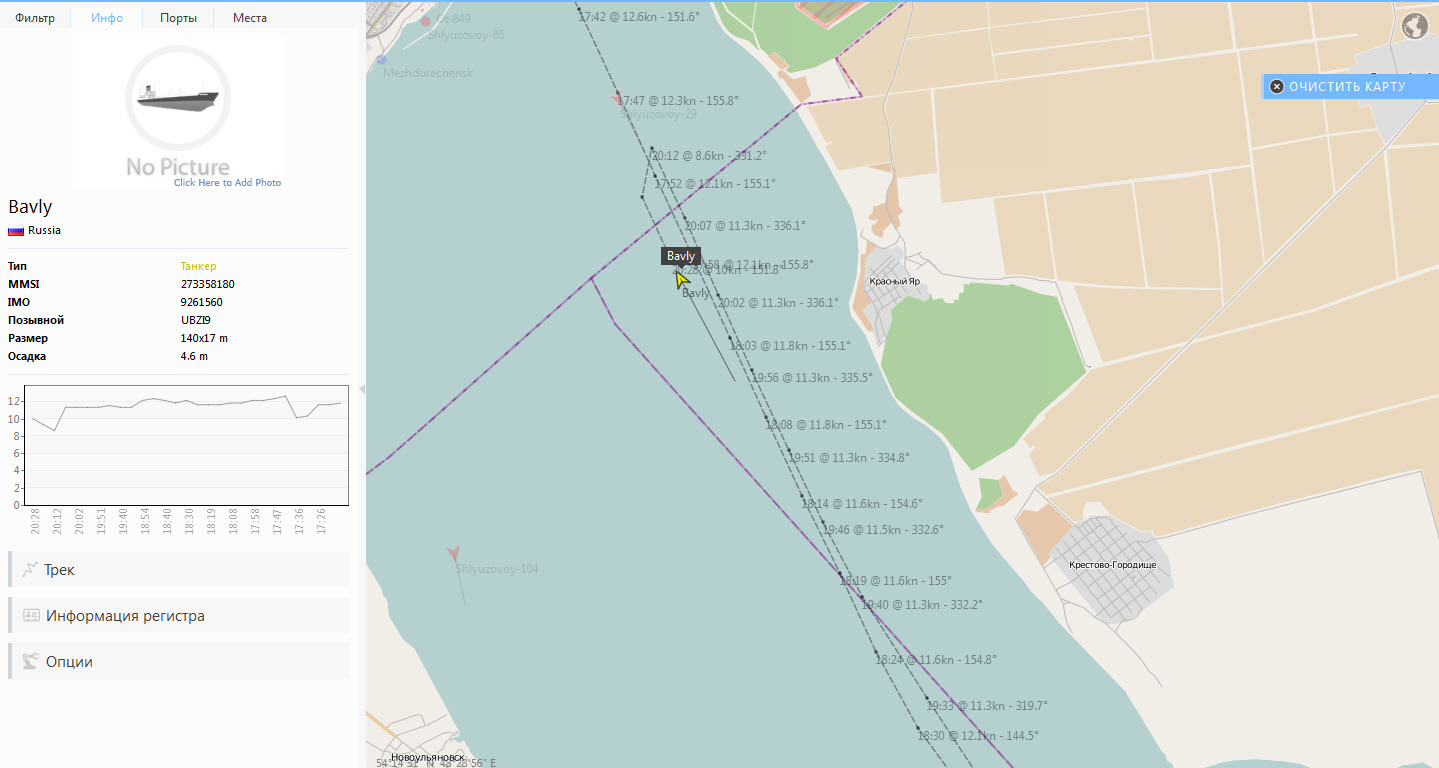 Фильтр
Инфо
Порты
Места
No Picture
Click Here to Add Photo
Bavly
Russia
Тип Танкер
MMSI 273358180
IMO 9261560
Позывной UBZI9
Размер 140x17 m
Осадка 4.6 m
12
10
8
6
4
2
0
20:28 20:12 20:02 19:51 19:40 18:54 18:40 18:30 18:19 18:08 17:58 17:47 17:36 17:26
Трек
Информация регистра
Опции
17:42 @ 12.6kn - 151.6°
Shlyuzovoy-86
Mezhdurechensk
ОЧИСТИТЬ КАРТУ
17:47 @ 12.3kn - 155.8°
Shlyuzovoy-29
20:12 @ 8.6kn - 331.2°
17:52 @ 12.1kn - 155.1°
20:07 @ 11.3kn - 336.1°
Bavly
17:58 @ 12.1kn - 155.8°
20:28 @ 10kn - 151.8°
Bavly
Красный Яр
20:02 @ 11.3kn - 336.1°
18:03 @ 11.8kn - 155.1°
19:56 @ 11.3kn - 335.5°
18:08 @ 11.8kn - 155.1°
19:51 @ 11.3kn - 334.8°
18:14 @ 11.6kn - 154.6°
19:46 @ 11.5kn - 332.6°
Shlyuzovoy-104
Крестово-Городище
18:19 @ 11.6kn - 155°
19:40 @ 11.3kn - 332.2°
18:24 @ 11.6kn - 154.8°
19:33 @ 11.3kn - 319.7°
18:30 @ 12.1kn - 144.5°
Новоульяновск